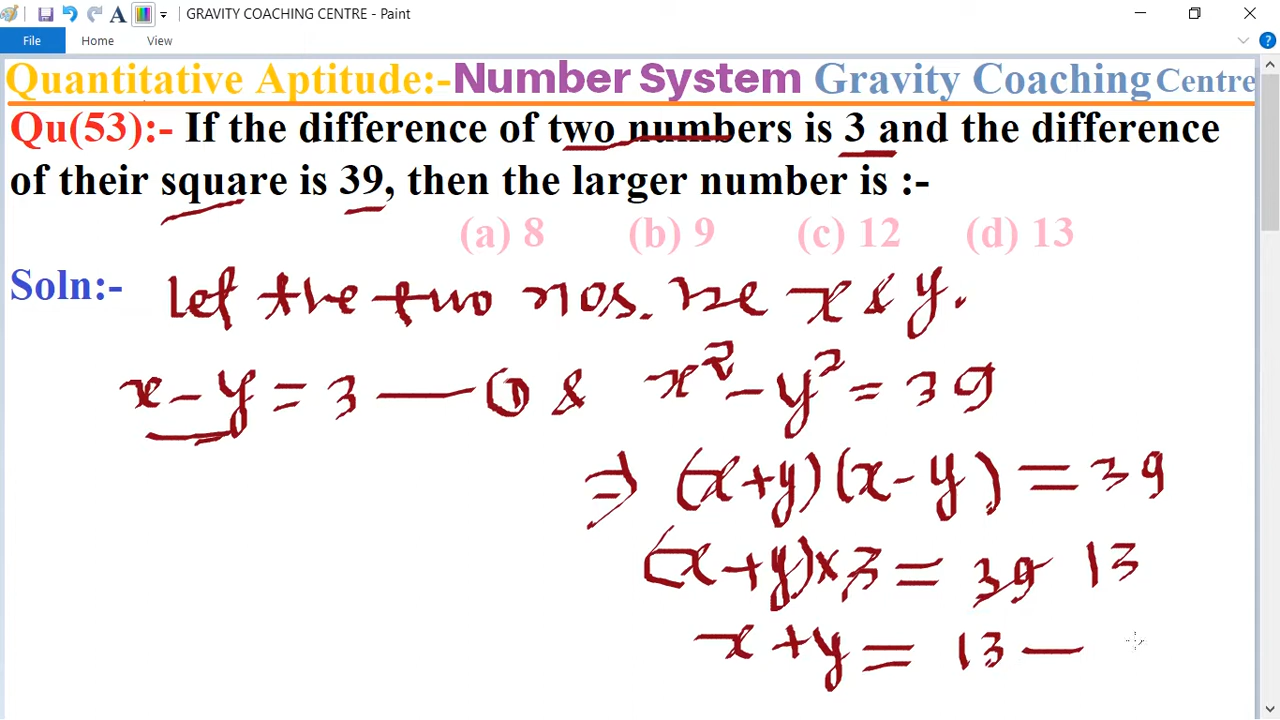 GRAVITY COACHING CENTRE - Paint
File Home View
Quantitative Aptitude:-Number System Gravity Coaching Centre
Qu(53):- If the difference of two numbers is 3 and the difference
of their square is 39, then the larger number is :-
(a) 8 (b) 9 (c) 12 (d) 13
Soln:- Let the two nos. be x & y.
x - y = 3 — ① & x² - y² = 39
⇒ (x+y)(x-y) = 39
(x+y)×3 = 39 13
x + y = 13 —